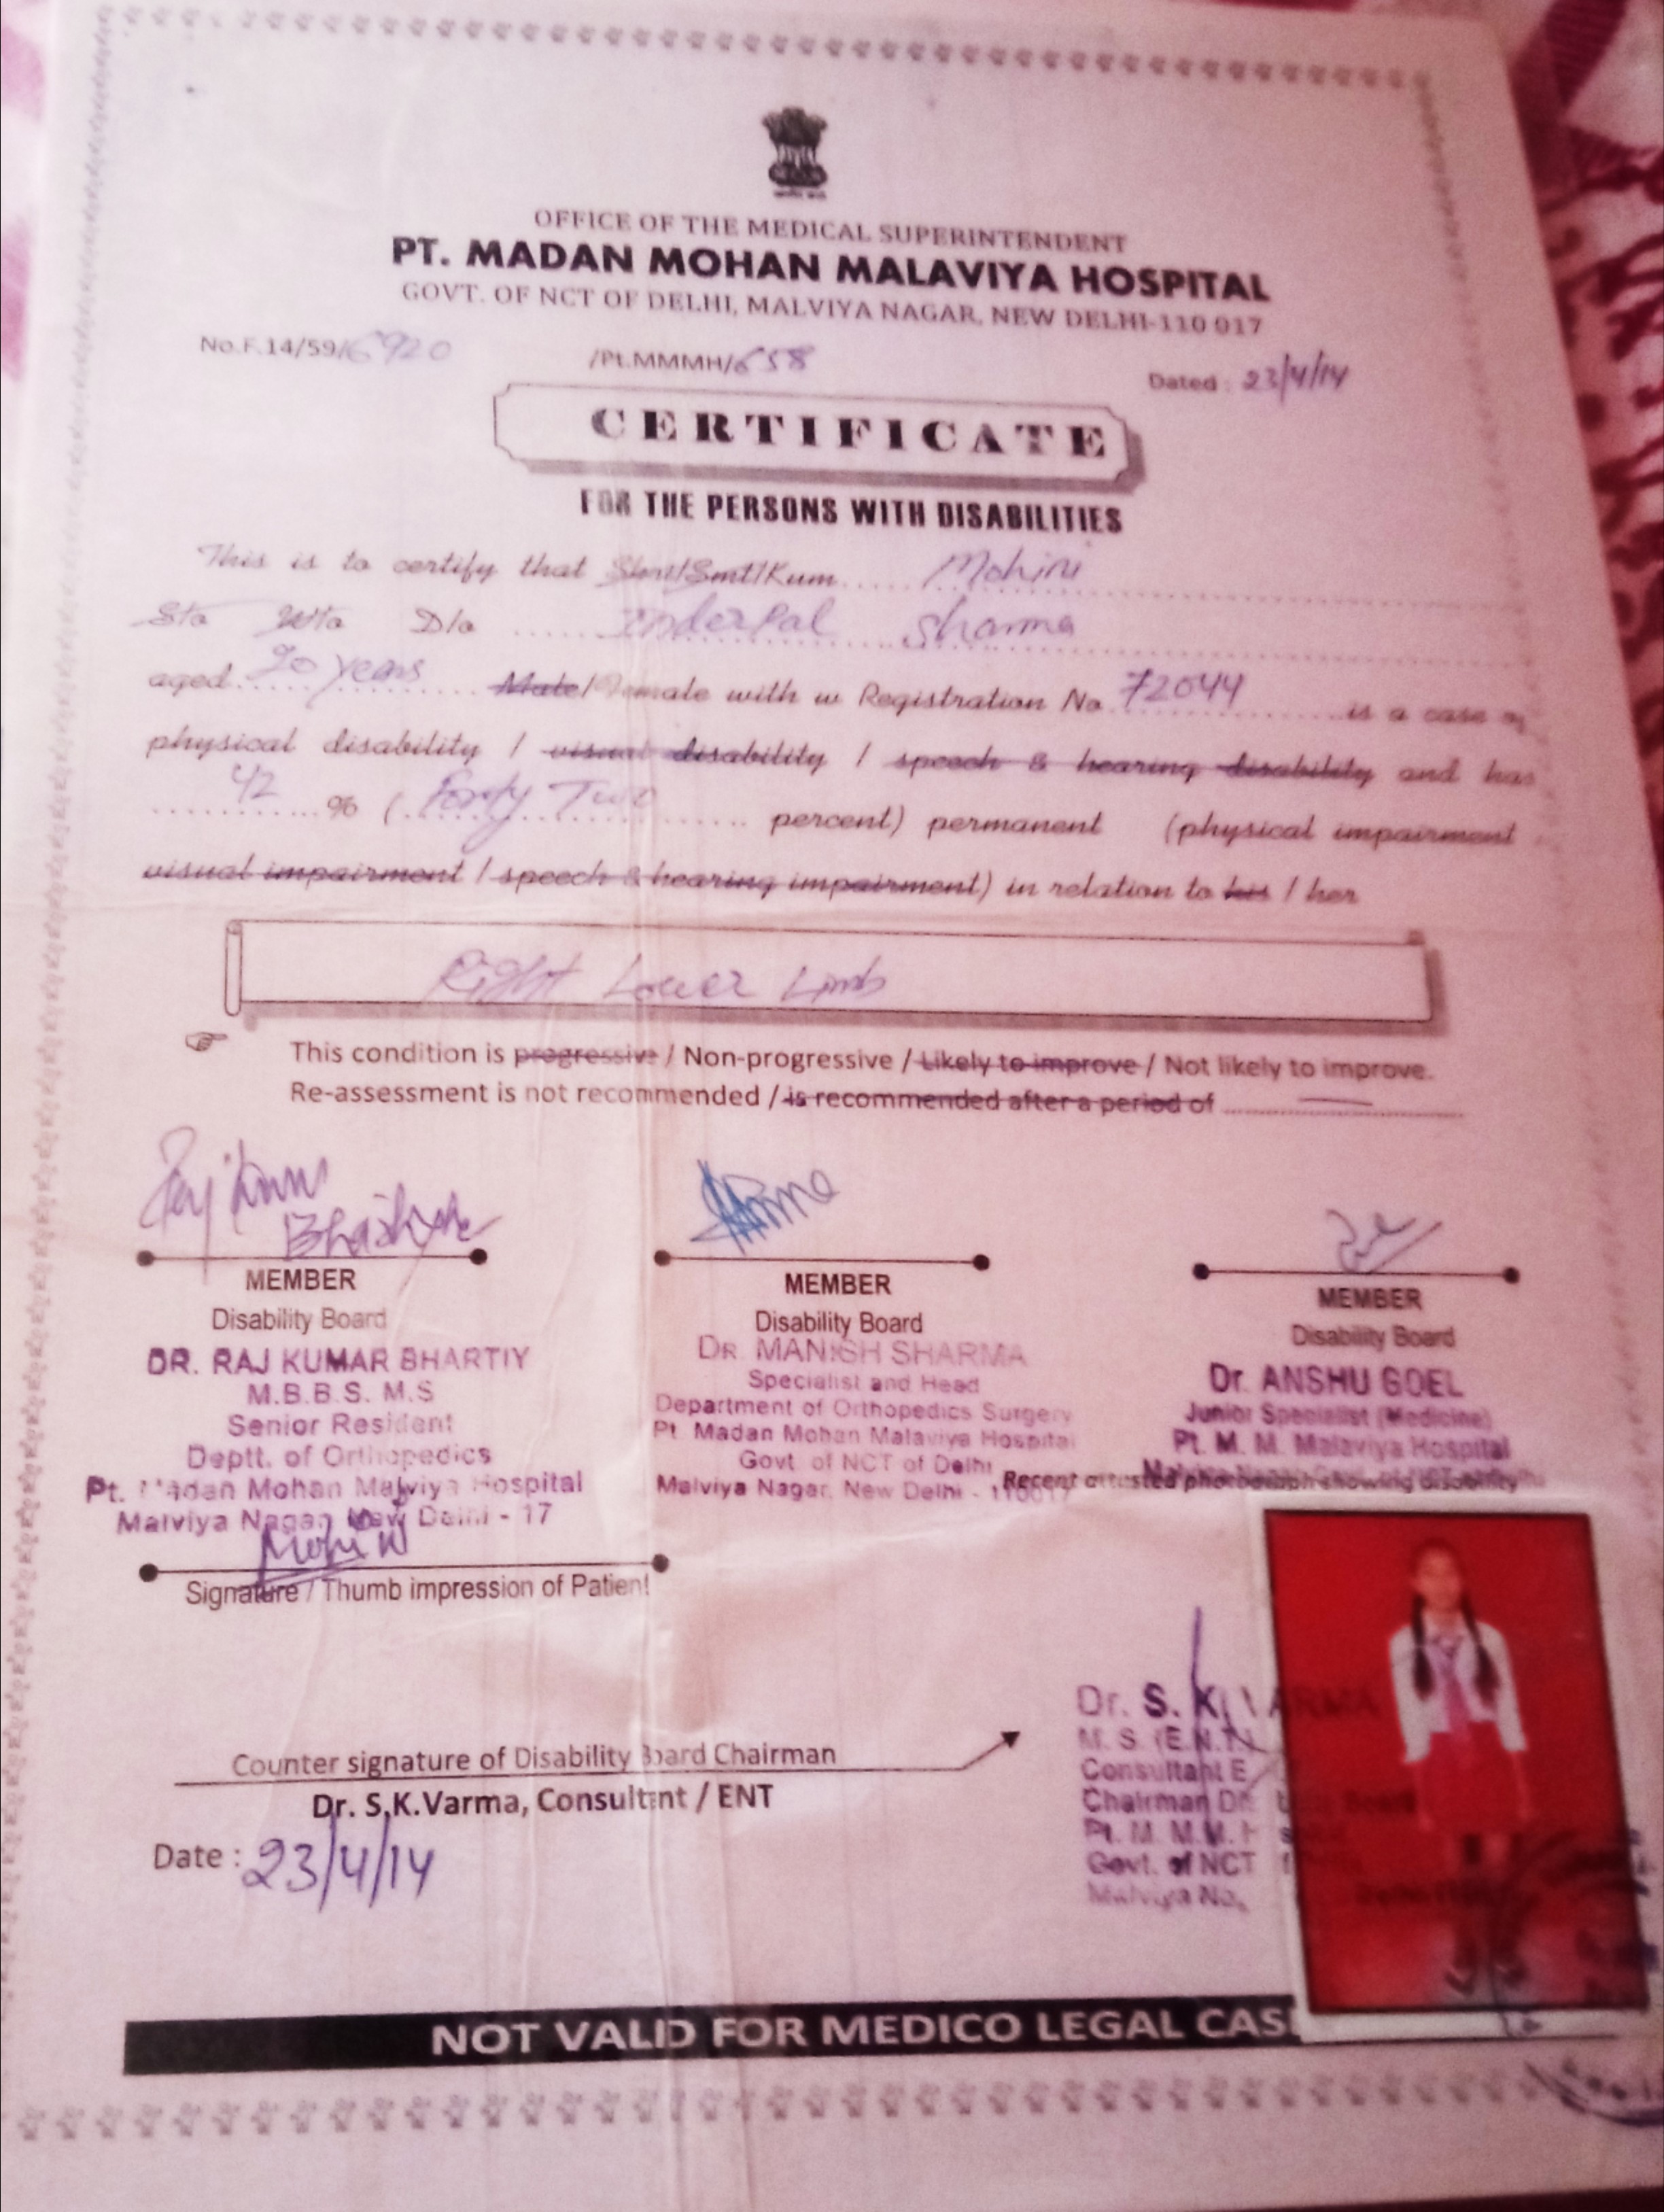 OFFICE OF THE MEDICAL SUPERINTENDENT
PT. MADAN MOHAN MALAVIYA HOSPITAL
GOVT. OF NCT OF DELHI, MALVIYA NAGAR, NEW DELHI-110 017
No.F.14/59/6920 /Pt.MMMH/658 Dated : 23/4/14
CERTIFICATE
FOR THE PERSONS WITH DISABILITIES
This is to certify that Shri/Smt/Kum..... Mohini
S/o W/o D/o ...... Inderpal Sharma
aged 20 years Male/Female with w Registration No 72044 is a case of
physical disability / visual disability / speech & hearing disability and has
42 % (Forty Two percent) permanent (physical impairment
visual impairment / speech & hearing impairment) in relation to his / her
Right Lower Limb
This condition is progressive / Non-progressive / Likely to improve / Not likely to improve.
Re-assessment is not recommended / is recommended after a period of
Raj Kumar
MEMBER
Disability Board
DR. RAJ KUMAR BHARTIY
M.B.B.S. M.S
Senior Resident
Deptt. of Orthopedics
Pt. Madan Mohan Malviya Hospital
Malviya Nagar, New Delhi - 17
MEMBER
Disability Board
DR. MANISH SHARMA
Specialist and Head
Department of Orthopedics Surgery
Pt. Madan Mohan Malaviya Hospital
Govt. of NCT of Delhi
Malviya Nagar, New Delhi - 110017
MEMBER
Disability Board
Dr. ANSHU GOEL
Junior Specialist (Medicine)
Pt. M. M. Malaviya Hospital
Recent attested photograph showing disability
Mohini
Signature / Thumb impression of Patient
Counter signature of Disability Board Chairman
Dr. S.K.Varma, Consultant / ENT
Date : 23/4/14
Dr. S. K. VARMA
M. S. (E.N.T.)
Consultant E
Chairman
Pt. M. M. M. H
Govt. of NCT
Malviya
NOT VALID FOR MEDICO LEGAL CAS